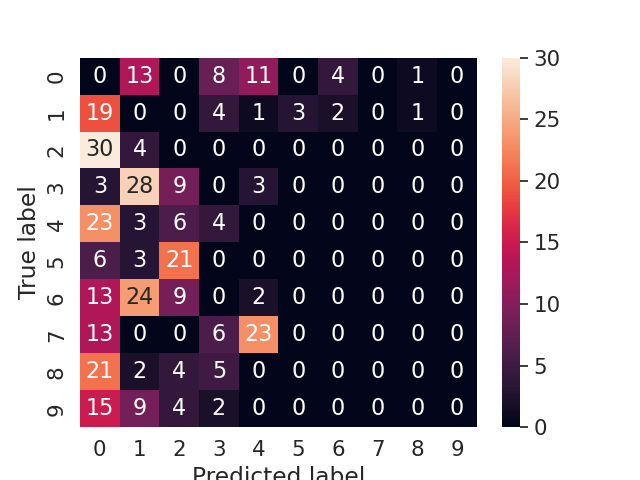 0 0 13 0 8 11 0 4 0 1 0
1 19 0 0 4 1 3 2 0 1 0
2 30 4 0 0 0 0 0 0 0 0
3 3 28 9 0 3 0 0 0 0 0
4 23 3 6 4 0 0 0 0 0 0
5 6 3 21 0 0 0 0 0 0 0
6 13 24 9 0 2 0 0 0 0 0
7 13 0 0 6 23 0 0 0 0 0
8 21 2 4 5 0 0 0 0 0 0
9 15 9 4 2 0 0 0 0 0 0
0 1 2 3 4 5 6 7 8 9
Predicted label
True label
30
25
20
15
10
5
0